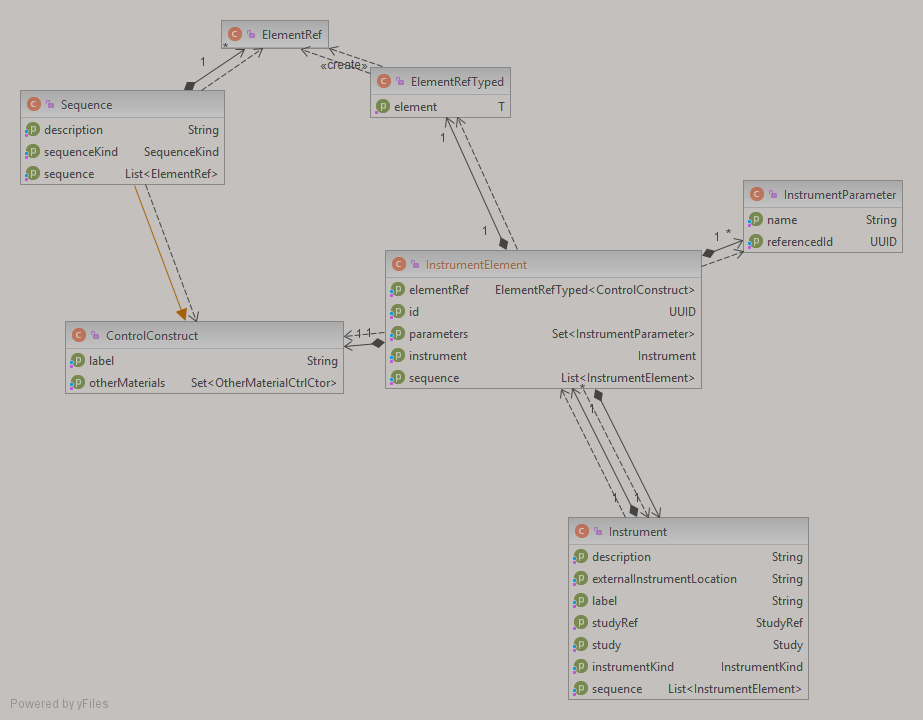 ElementRef
*
1
«create»
ElementRefTyped
element T
Sequence
description String
sequenceKind SequenceKind
sequence List<ElementRef>
1
1
InstrumentParameter
name String
referencedId UUID
1 *
InstrumentElement
elementRef ElementRefTyped<ControlConstruct>
id UUID
parameters Set<InstrumentParameter>
instrument Instrument
sequence List<InstrumentElement>
ControlConstruct
label String
otherMaterials Set<OtherMaterialCtrlCtor>
1 1
*
1
1
1
Instrument
description String
externalInstrumentLocation String
label String
studyRef StudyRef
study Study
instrumentKind InstrumentKind
sequence List<InstrumentElement>
Powered by yFiles